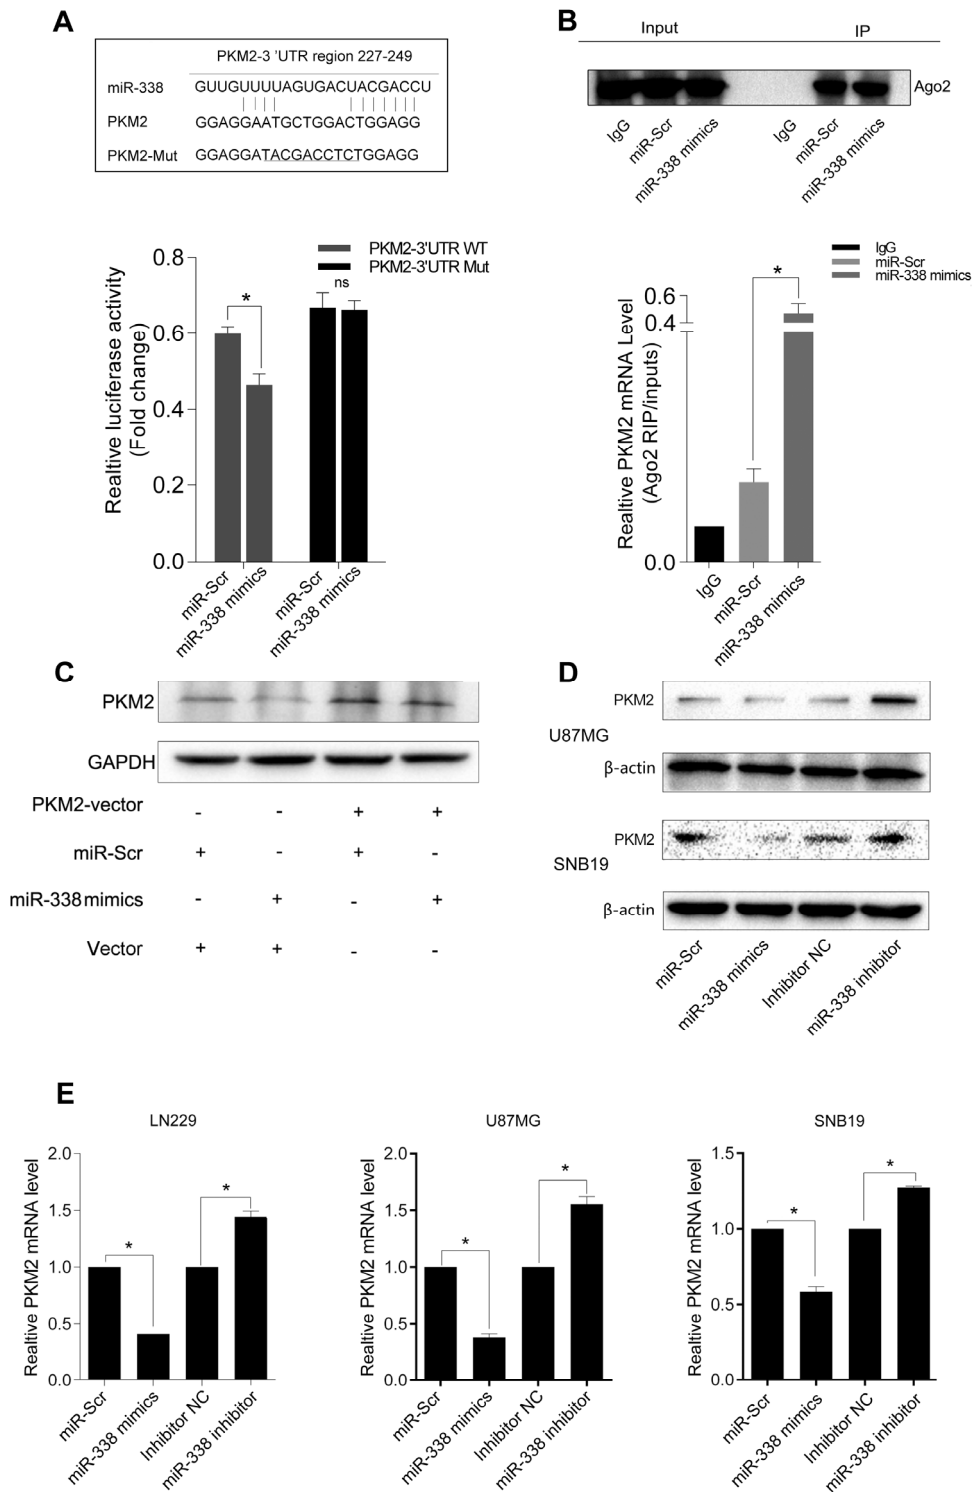 A
PKM2-3 'UTR region 227-249
miR-338 GUUGUUUUAGUGACUACGACCU
PKM2 GGAGGAATGCTGGACTGGAGG
PKM2-Mut GGAGGATACGACCTCTGGAGG
PKM2-3'UTR WT
PKM2-3'UTR Mut
Realtive luciferase activity
(Fold change)
0.8
0.6
0.4
0.2
0.0
*
ns
miR-Scr
miR-338 mimics
miR-Scr
miR-338 mimics
B
Input IP
Ago2
IgG
miR-Scr
miR-338 mimics
IgG
miR-Scr
miR-338 mimics
IgG
miR-Scr
miR-338 mimics
Realtive PKM2 mRNA Level
(Ago2 RIP/inputs)
0.6
0.4
0.0
*
IgG
miR-Scr
miR-338 mimics
C
PKM2
GAPDH
PKM2-vector - - + +
miR-Scr + - + -
miR-338 mimics - + - +
Vector + + - -
D
PKM2
U87MG
β-actin
PKM2
SNB19
β-actin
miR-Scr
miR-338 mimics
Inhibitor NC
miR-338 inhibitor
E
LN229
Realtive PKM2 mRNA level
2.0
1.5
1.0
0.5
0.0
*
*
miR-Scr
miR-338 mimics
Inhibitor NC
miR-338 inhibitor
U87MG
Realtive PKM2 mRNA level
2.0
1.5
1.0
0.5
0.0
*
*
miR-Scr
miR-338 mimics
Inhibitor NC
miR-338 inhibitor
SNB19
Realtive PKM2 mRNA level
1.5
1.0
0.5
0.0
*
*
miR-Scr
miR-338 mimics
Inhibitor NC
miR-338 inhibitor